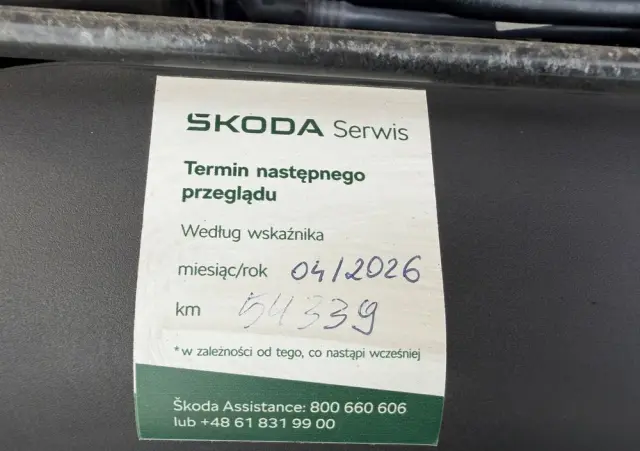 ŠKODA Serwis
Termin następnego
przeglądu
Według wskaźnika
miesiąc/rok 04/2026
km 54339
*w zależności od tego, co nastąpi wcześniej
Škoda Assistance: 800 660 606
lub +48 61 831 99 00